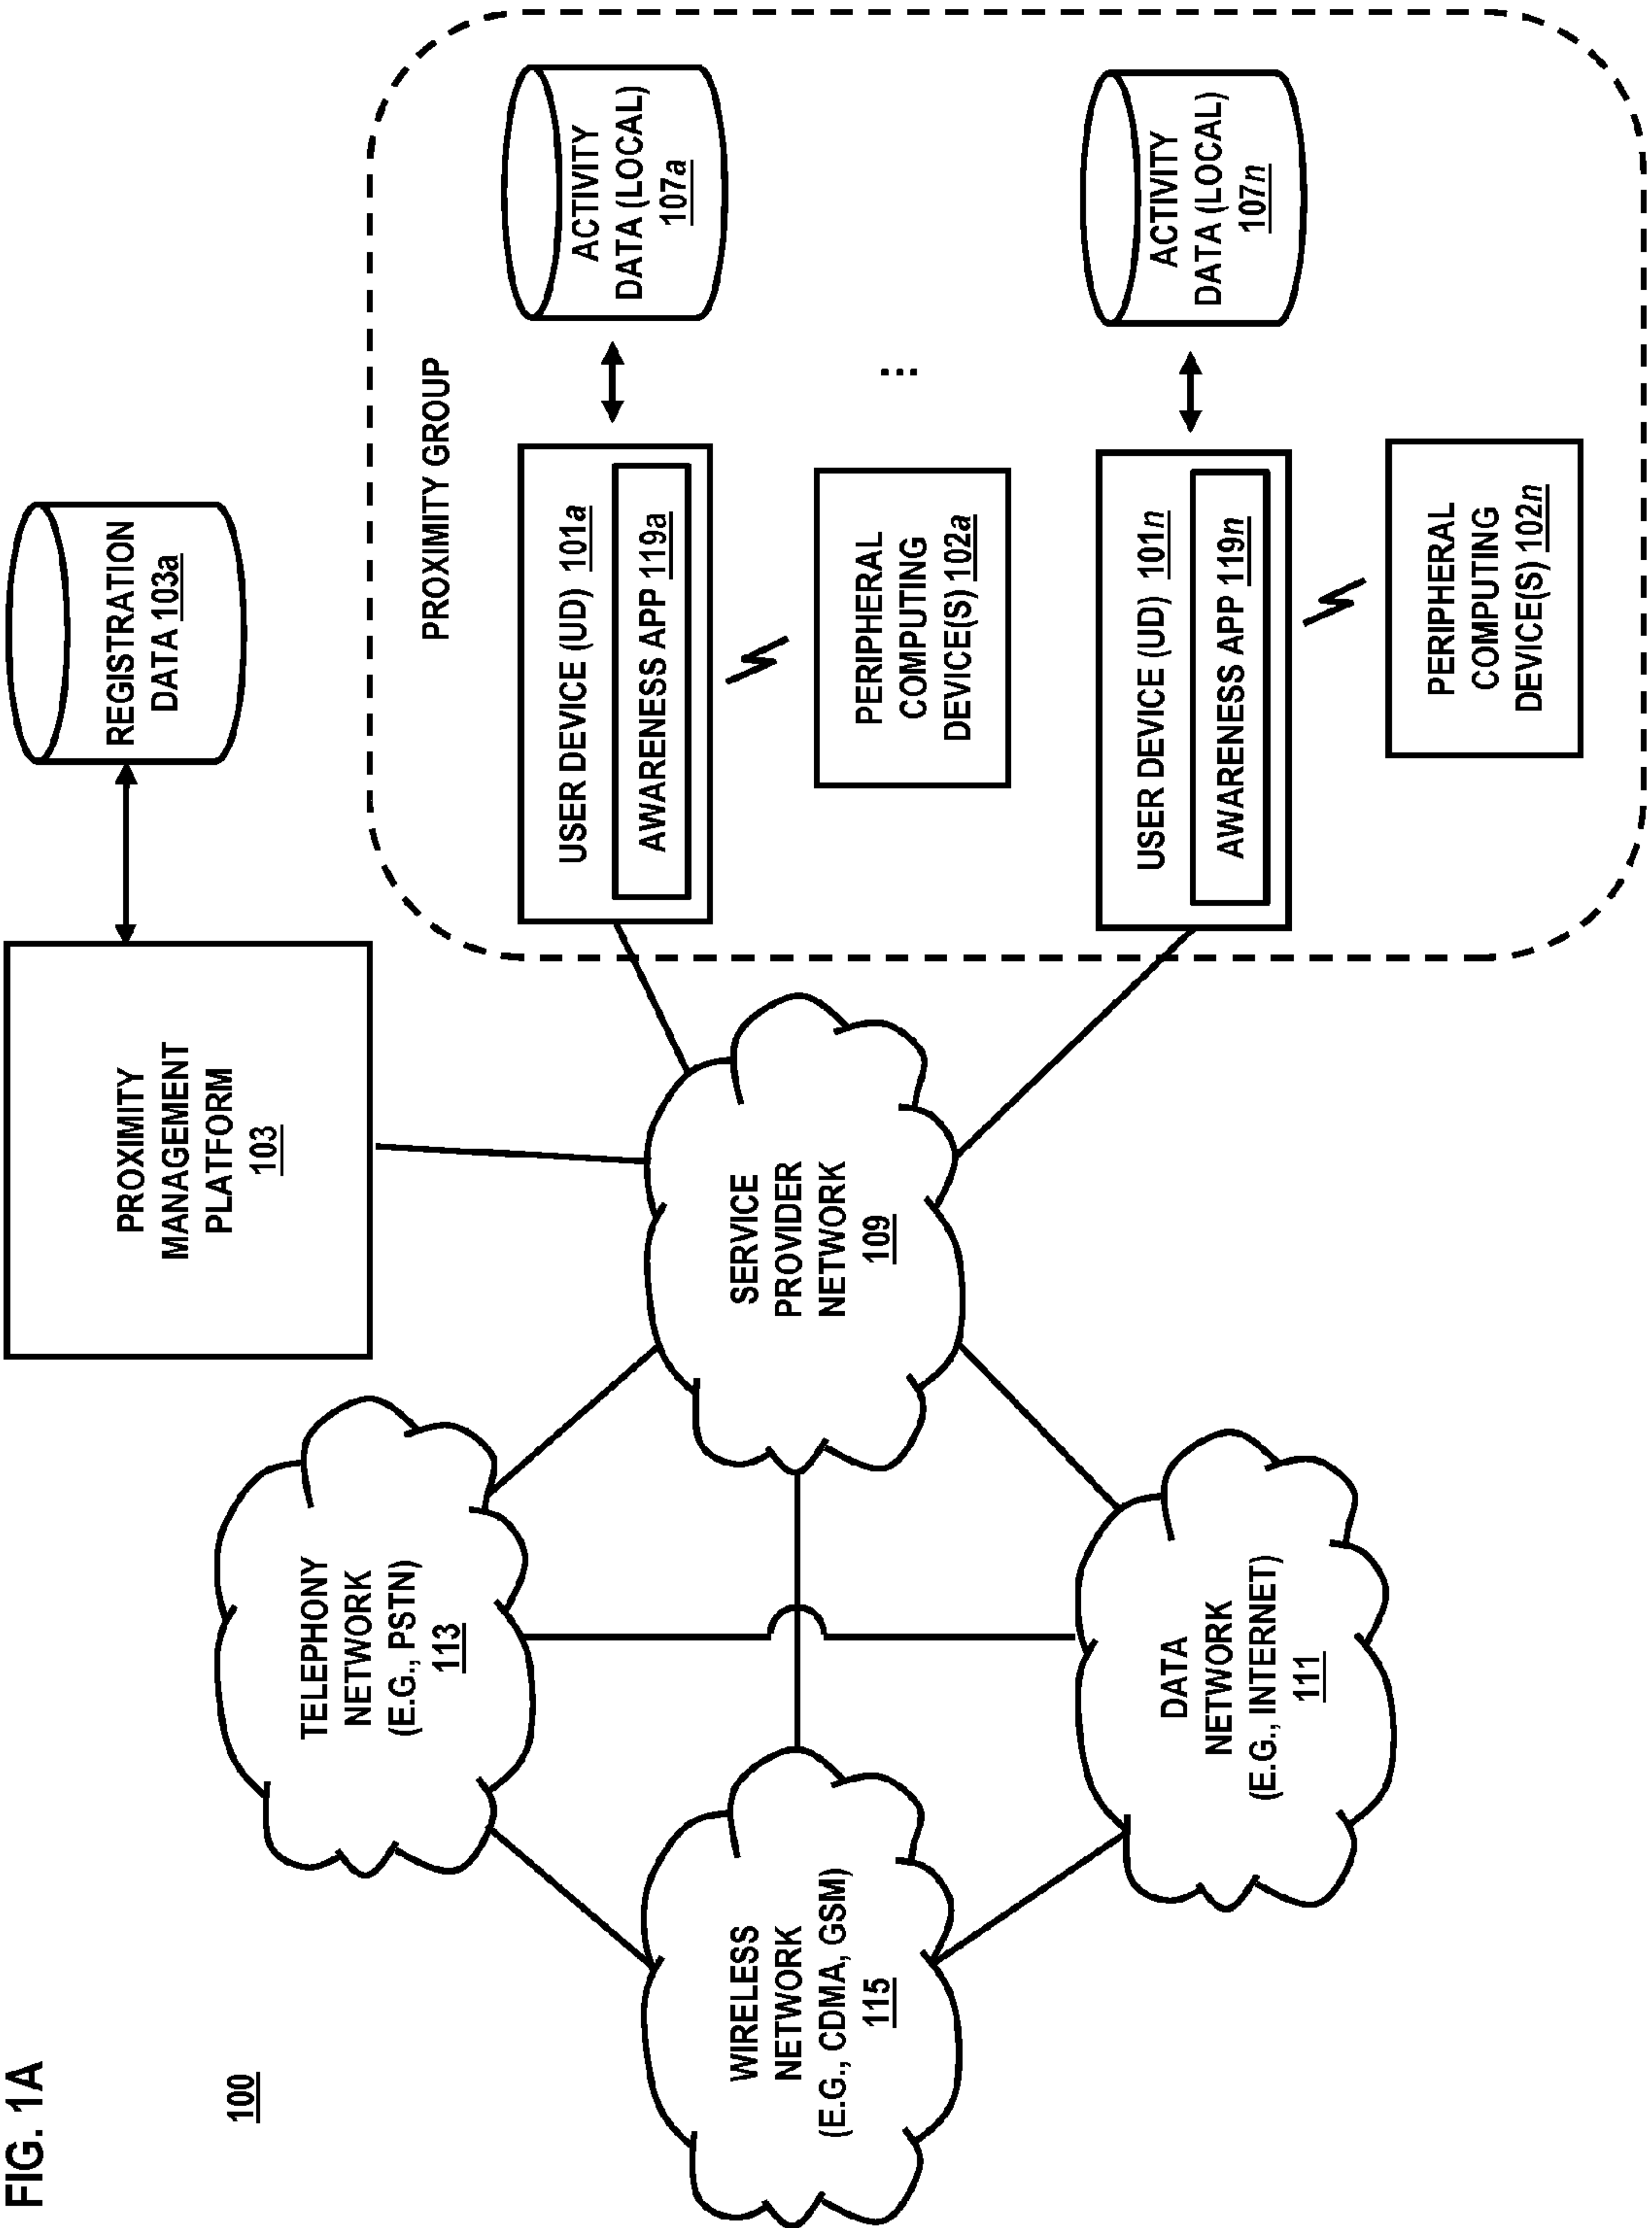 FIG. 1A
100
PROXIMITY
MANAGEMENT
PLATFORM
103
REGISTRATION
DATA 103a
TELEPHONY
NETWORK
(E.G., PSTN)
113
WIRELESS
NETWORK
(E.G., CDMA, GSM)
115
SERVICE
PROVIDER
NETWORK
109
DATA
NETWORK
(E.G., INTERNET)
111
PROXIMITY GROUP
USER DEVICE (UD) 101a
AWARENESS APP 119a
ACTIVITY
DATA (LOCAL)
107a
PERIPHERAL
COMPUTING
DEVICE(S) 102a
...
USER DEVICE (UD) 101n
AWARENESS APP 119n
ACTIVITY
DATA (LOCAL)
107n
PERIPHERAL
COMPUTING
DEVICE(S) 102n